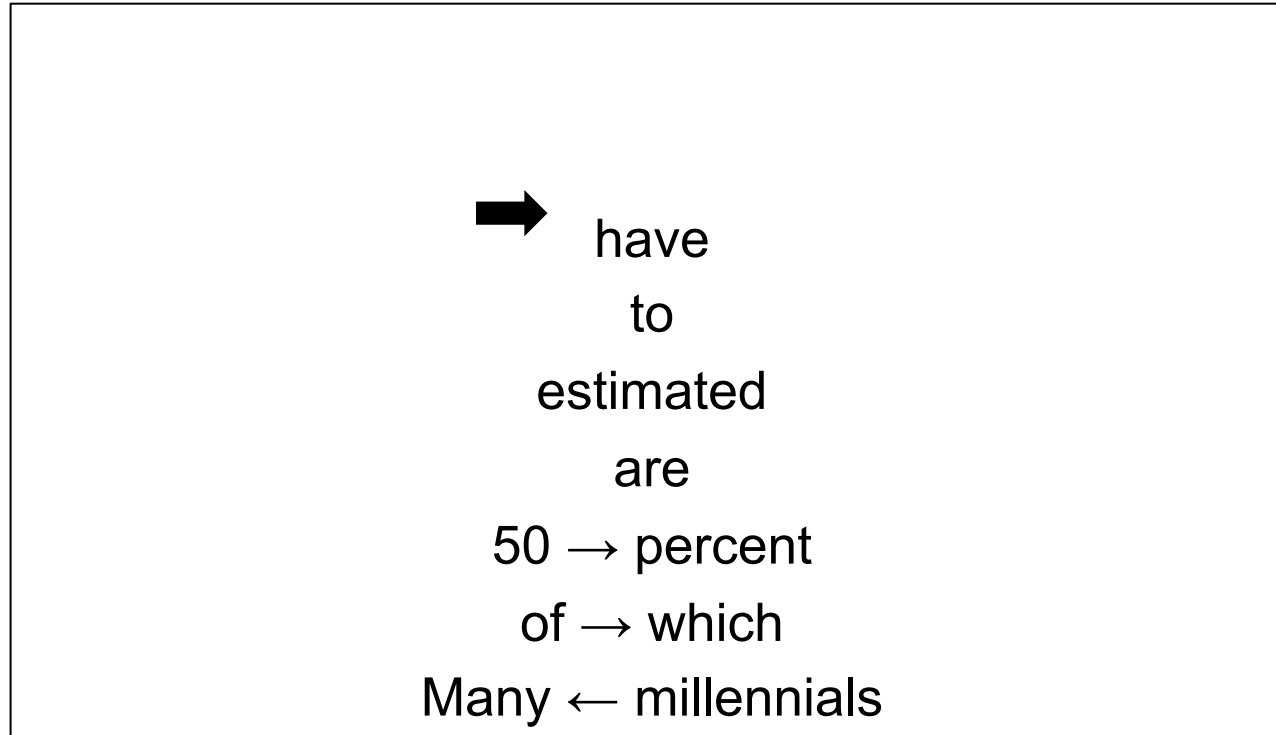 have
to
estimated
are
50 → percent
of → which
Many ← millennials